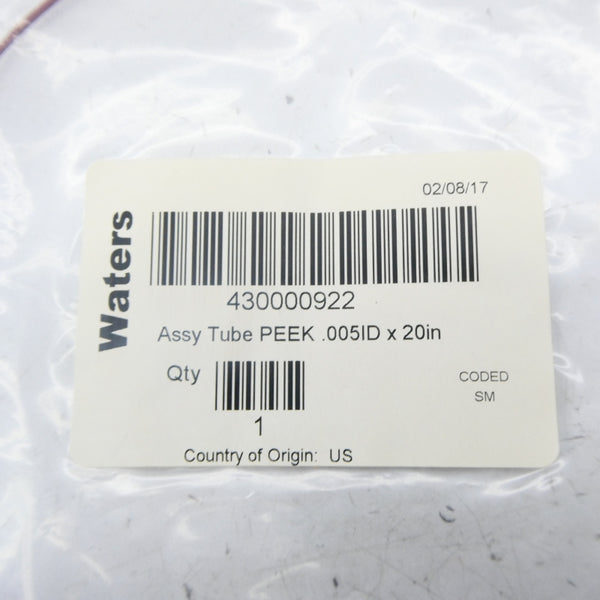 Waters
02/08/17
430000922
Assy Tube PEEK .005ID x 20in
Qty
1
CODED
SM
Country of Origin: US